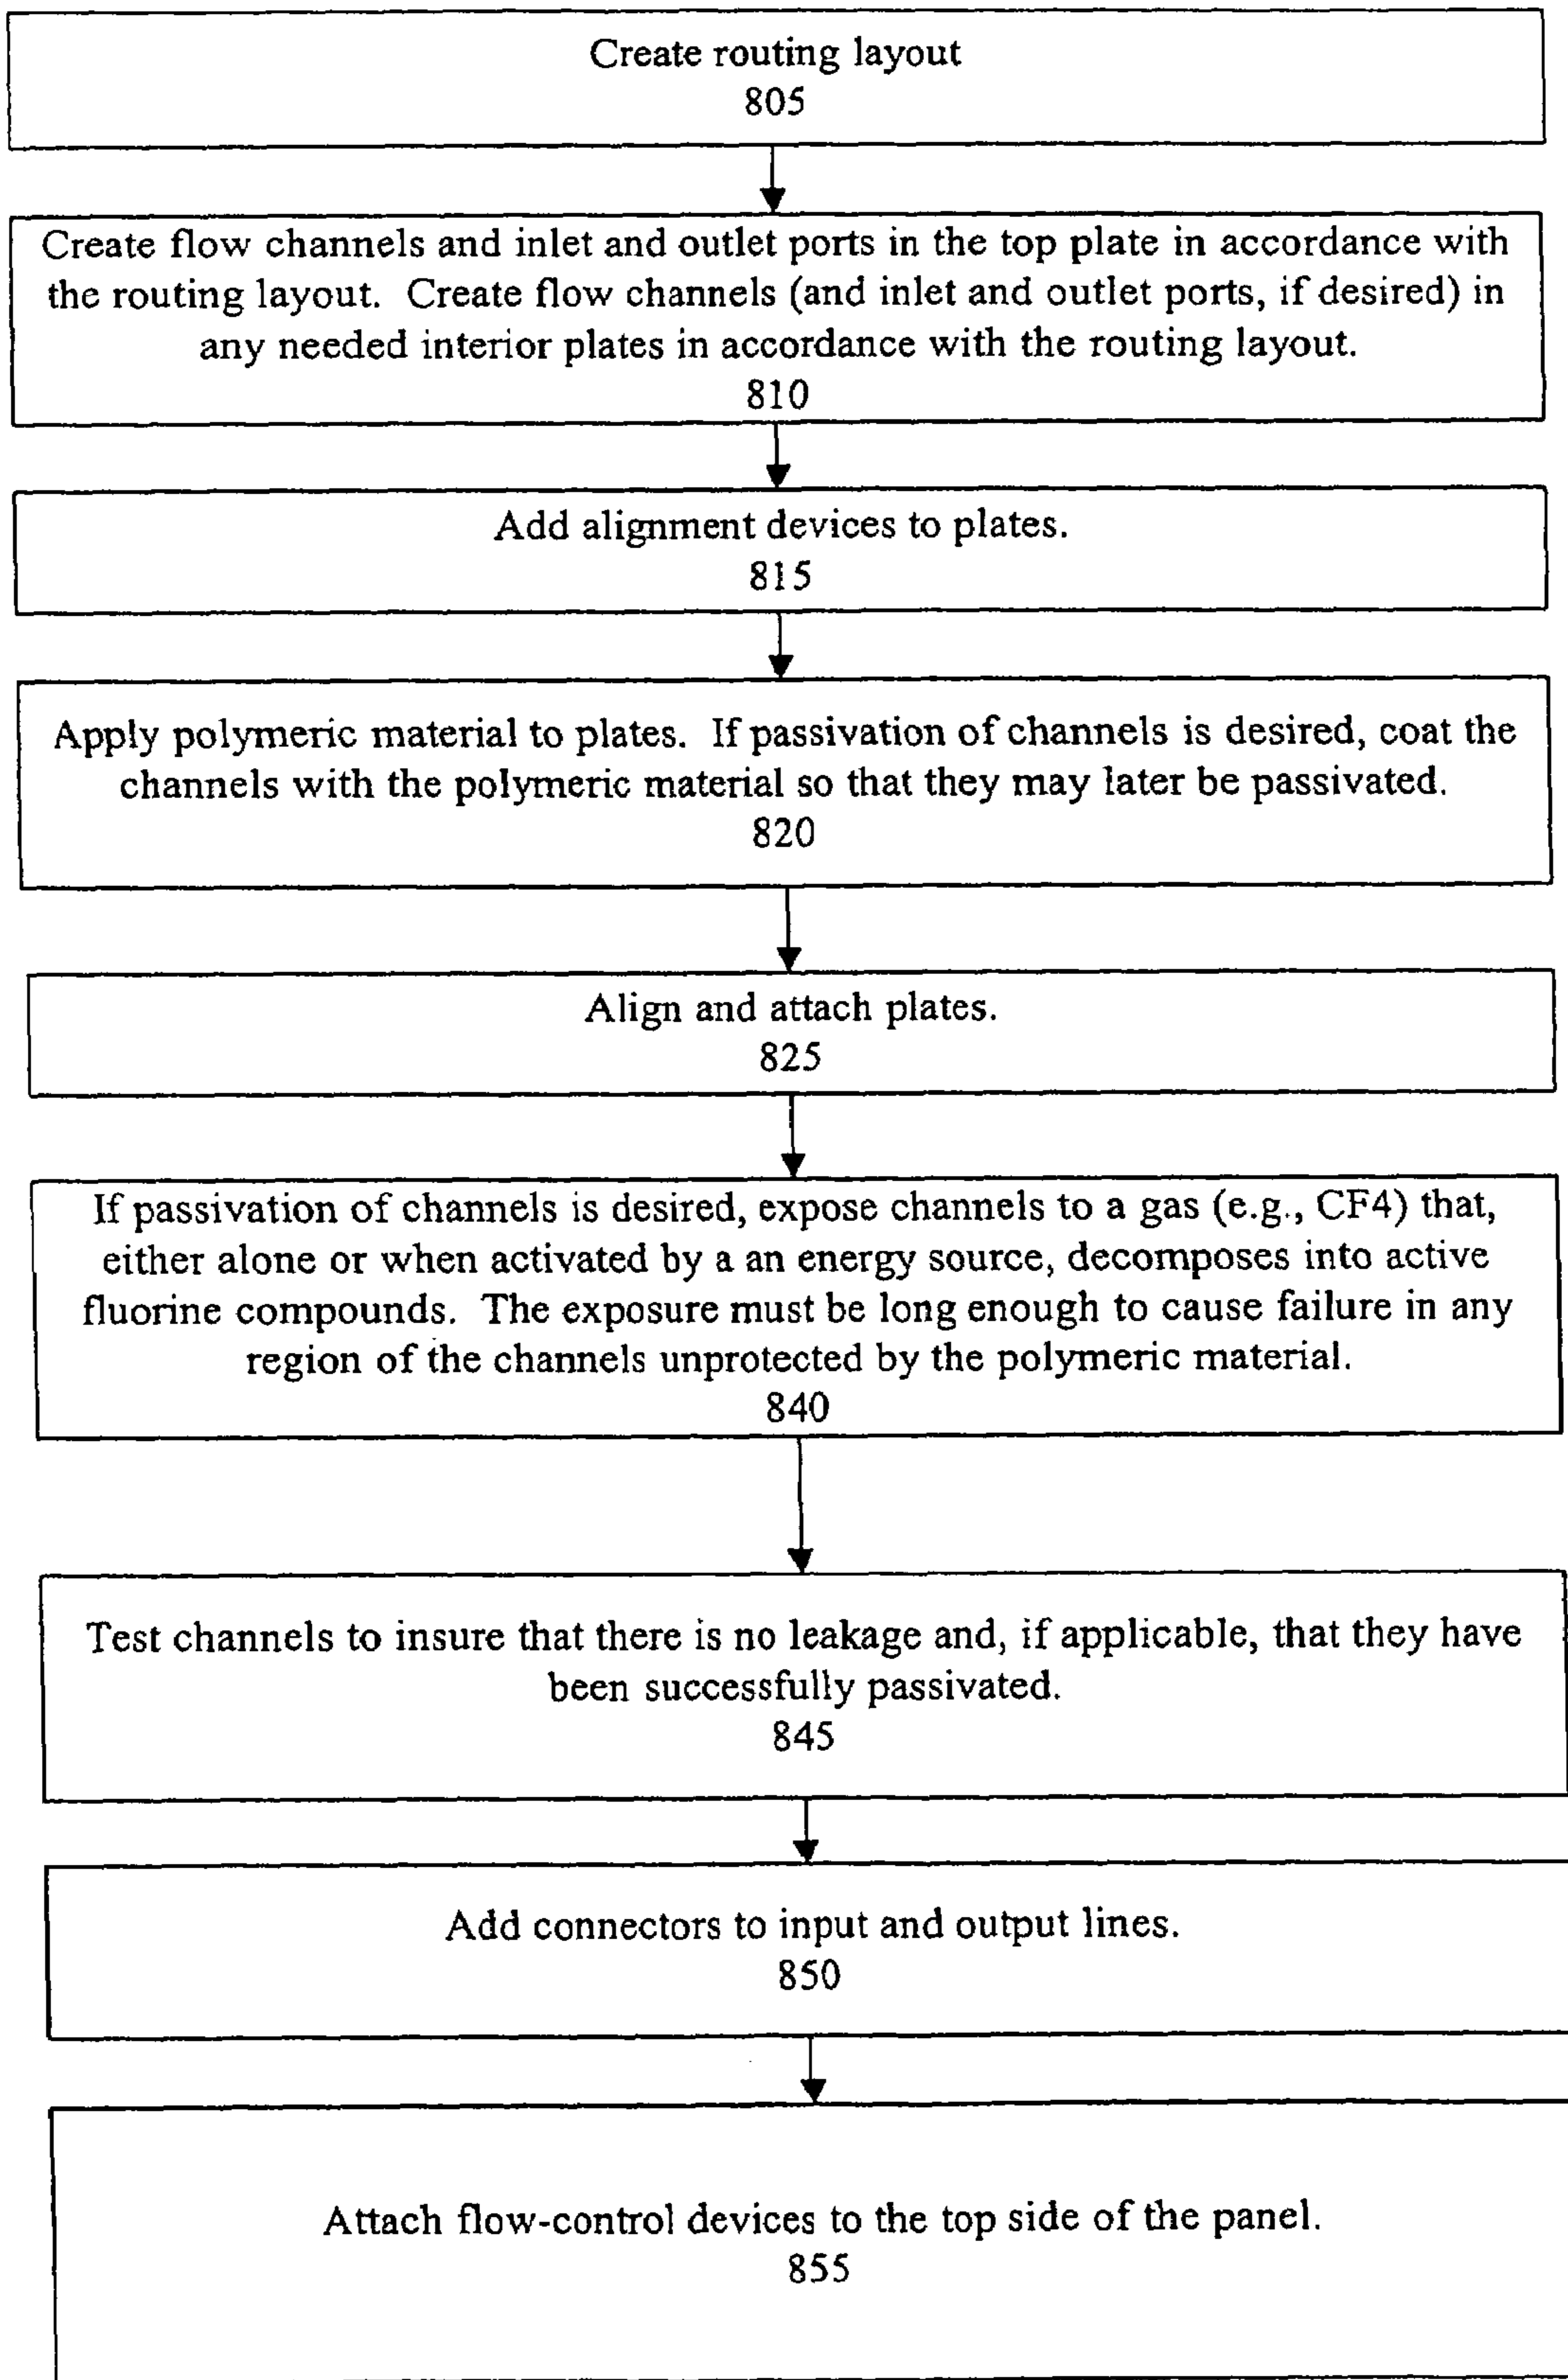 Create routing layout
805
Create flow channels and inlet and outlet ports in the top plate in accordance with
the routing layout. Create flow channels (and inlet and outlet ports, if desired) in
any needed interior plates in accordance with the routing layout.
810
Add alignment devices to plates.
815
Apply polymeric material to plates. If passivation of channels is desired, coat the
channels with the polymeric material so that they may later be passivated.
820
Align and attach plates.
825
If passivation of channels is desired, expose channels to a gas (e.g., CF4) that,
either alone or when activated by a an energy source, decomposes into active
fluorine compounds. The exposure must be long enough to cause failure in any
region of the channels unprotected by the polymeric material.
840
Test channels to insure that there is no leakage and, if applicable, that they have
been successfully passivated.
845
Add connectors to input and output lines.
850
Attach flow-control devices to the top side of the panel.
855